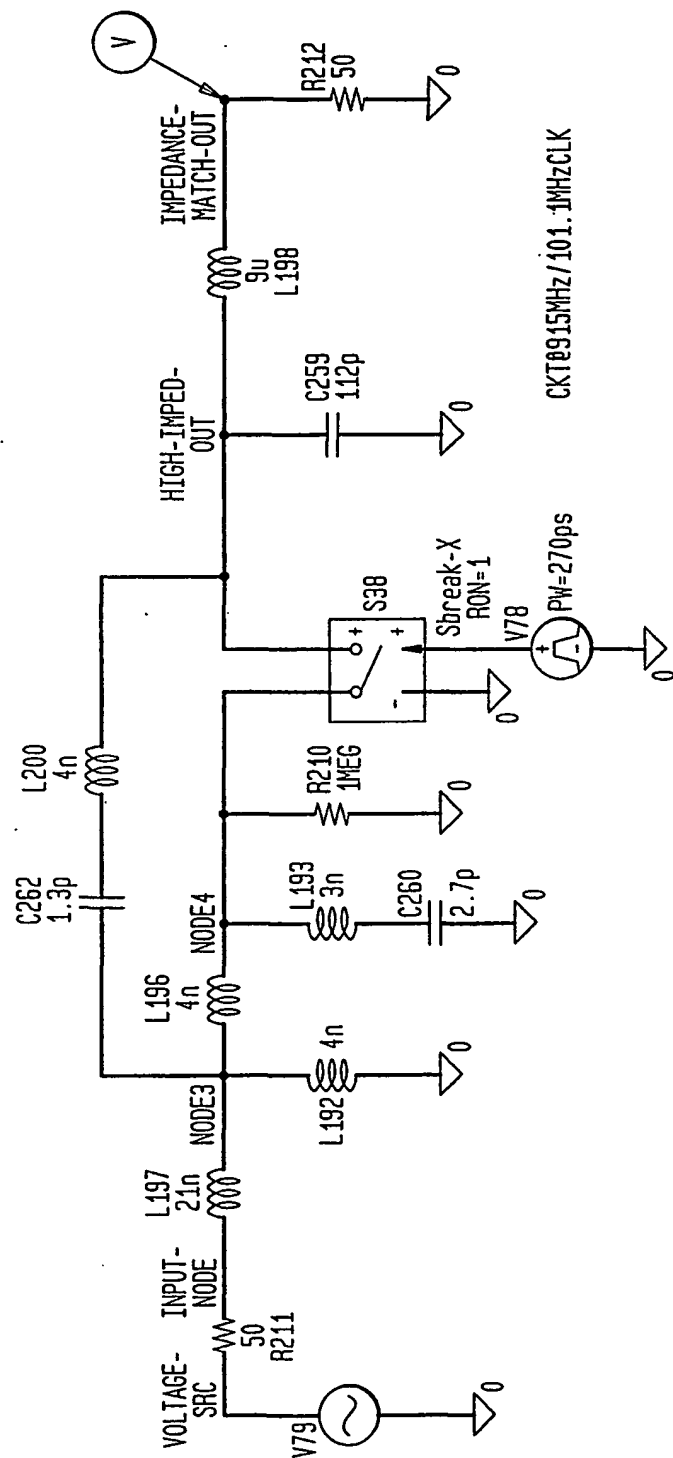 C262
1.3p
L200
4n
VOLTAGE-
SRC
INPUT-
NODE
L197
21n
NODE3
L196
4n
NODE4
HIGH-IMPED-
OUT
IMPEDANCE-
MATCH-OUT
V
50
R211
V79
0
L192
4n
0
L193
3n
C260
2.7p
0
R210
1MEG
0
S38
+
+
-
0
Sbreak-X
RON=1
V78
+
-
PW=270ps
0
C259
112p
0
9u
L198
R212
50
0
CKT@915MHz/101.1MHzCLK